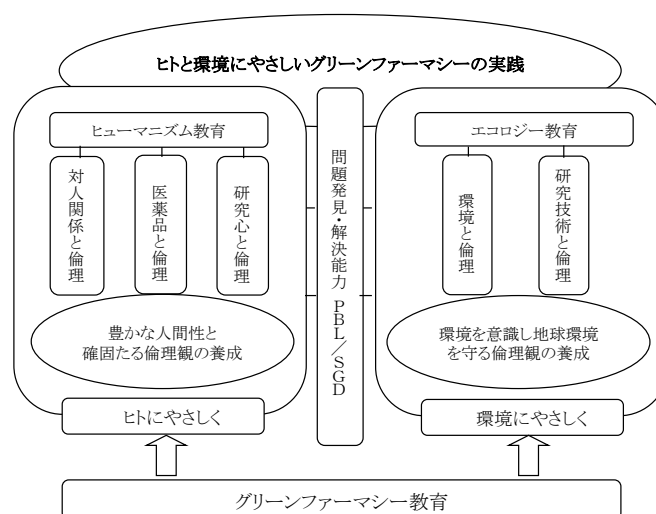 ヒトと環境にやさしいグリーンファーマシーの実践
ヒューマニズム教育
対人関係と倫理
医薬品と倫理
研究心と倫理
豊かな人間性と
確固たる倫理観の養成
ヒトにやさしく
問題発見・解決能力 PBL/SGD
エコロジー教育
環境と倫理
研究技術と倫理
環境を意識し地球環境
を守る倫理観の養成
環境にやさしく
グリーンファーマシー教育